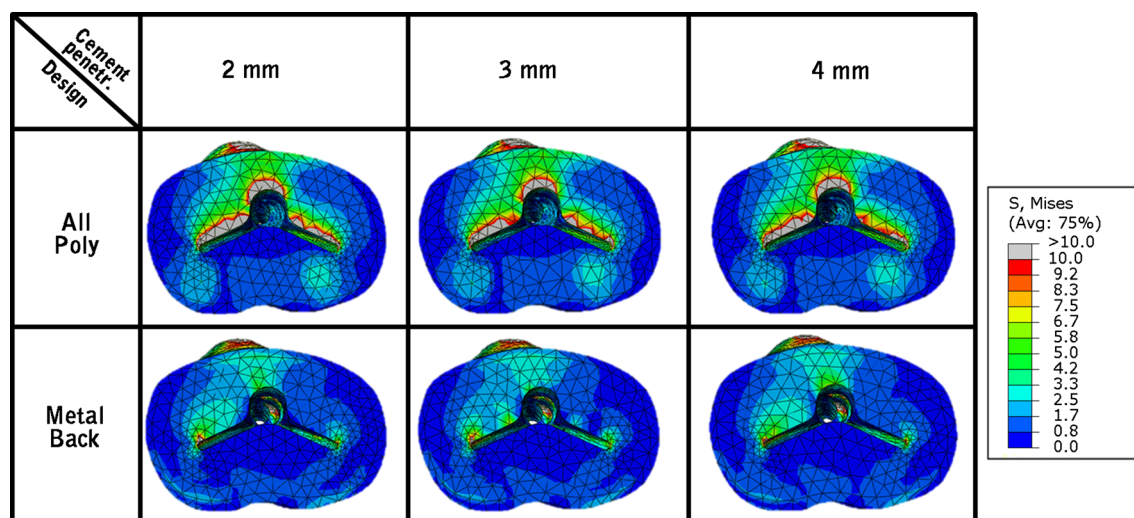 Cement
penetr.
Design
2 mm
3 mm
4 mm
All
Poly
Metal
Back
S, Mises
(Avg: 75%)
>10.0
10.0
9.2
8.3
7.5
6.7
5.8
5.0
4.2
3.3
2.5
1.7
0.8
0.0